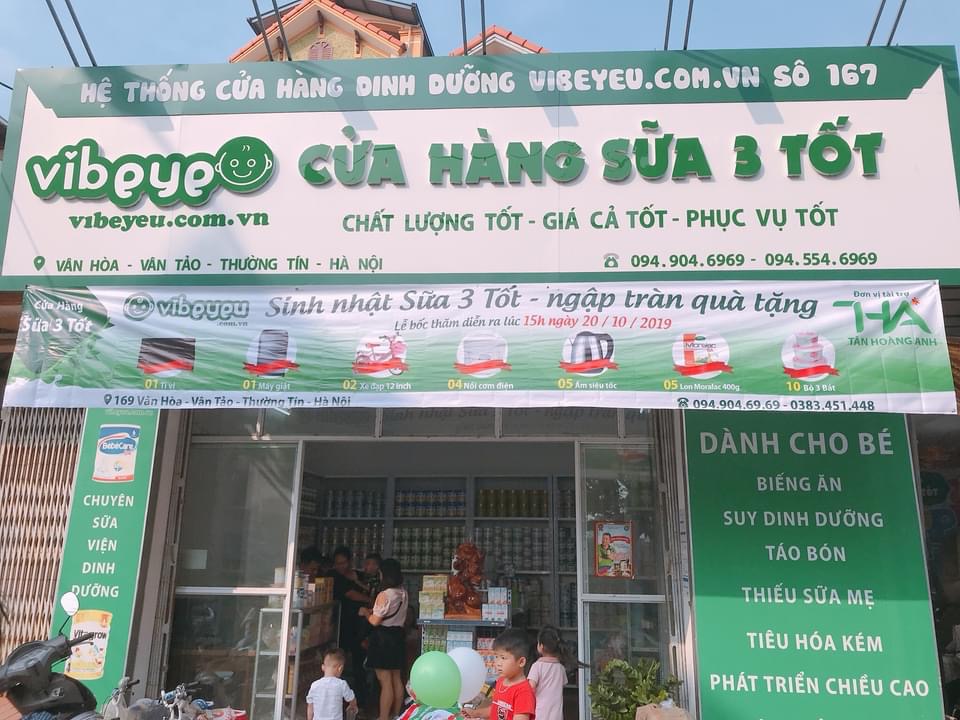 HỆ THỐNG CỬA HÀNG DINH DƯỠNG VIBEYEU.COM.VN SỐ 167
vibeye
vibeyeu.com.vn
CỬA HÀNG SỮA 3 TỐT
CHẤT LƯỢNG TỐT - GIÁ CẢ TỐT - PHỤC VỤ TỐT
VÂN HÒA - VÂN TẢO - THƯỜNG TÍN - HÀ NỘI
094.904.6969 - 094.554.6969
Cửa Hàng
Sữa 3 Tốt
vibeyeu
.com.vn
Sinh nhật Sữa 3 Tốt - ngập tràn quà tặng
Lễ bốc thăm diễn ra lúc 15h ngày 20 / 10 / 2019
Đơn vị tài trợ
THA
TÂN HOÀNG ANH
01 Ti vi
01 Máy giặt
02 Xe đạp 12 inch
04 Nồi cơm điện
05 Ấm siêu tốc
Moralac
05 Lon Moralac 400g
10 Bộ 3 Bát
169 Vân Hòa - Vân Tảo - Thường Tín - Hà Nội
094.904.69.69 - 0383.451.448
vibeyeu.com.vn
BébéCare
CHUYÊN
SỮA
VIỆN
DINH
DƯỠNG
Vitagrow
DÀNH CHO BÉ
BIẾNG ĂN
SUY DINH DƯỠNG
TÁO BÓN
THIẾU SỮA MẸ
TIÊU HÓA KÉM
PHÁT TRIỂN CHIỀU CAO